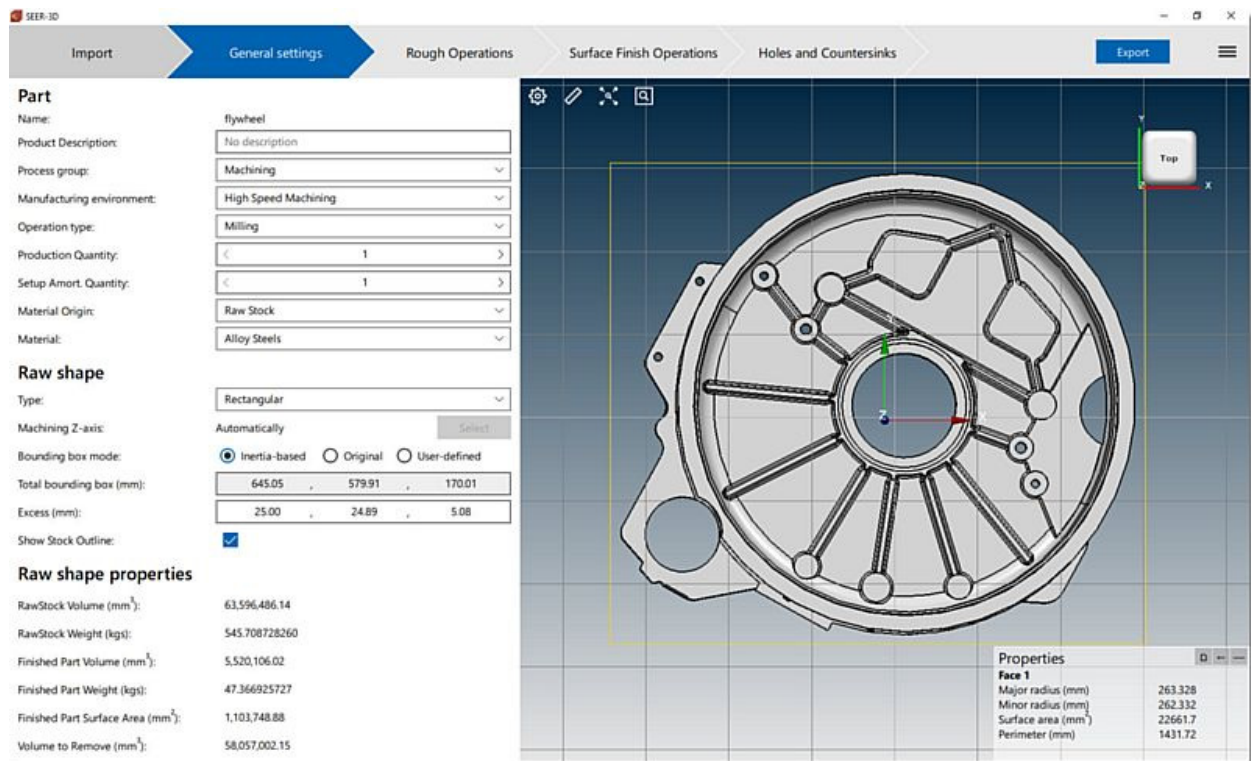 SEER-3D
Import General settings Rough Operations Surface Finish Operations Holes and Countersinks Export
Part
Name: flywheel
Product Description: No description
Process group: Machining
Manufacturing environment: High Speed Machining
Operation type: Milling
Production Quantity: 1
Setup Amort. Quantity: 1
Material Origin: Raw Stock
Material: Alloy Steels
Raw shape
Type: Rectangular
Machining Z-axis: Automatically Select
Bounding box mode: Inertia-based Original User-defined
Total bounding box (mm): 645.05 , 579.91 , 170.01
Excess (mm): 25.00 , 24.89 , 5.08
Show Stock Outline:
Raw shape properties
RawStock Volume (mm³): 63,596,486.14
RawStock Weight (kgs): 545.708728260
Finished Part Volume (mm³): 5,520,106.02
Finished Part Weight (kgs): 47.366925727
Finished Part Surface Area (mm²): 1,103,748.88
Volume to Remove (mm³): 58,057,002.15
Y
Top
Z X
Z X
Properties D
Face 1
Major radius (mm) 263.328
Minor radius (mm) 262.332
Surface area (mm²) 22661.7
Perimeter (mm) 1431.72